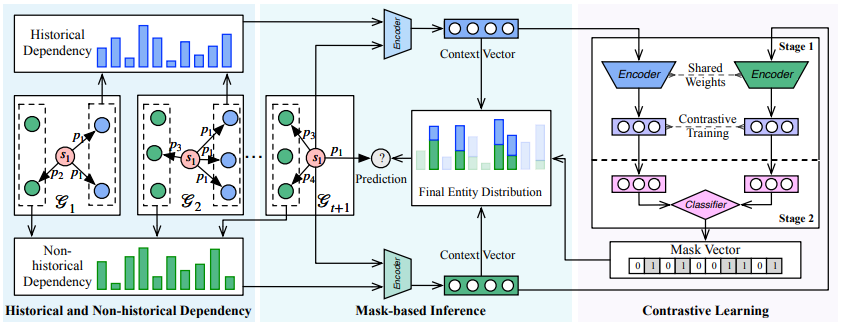 Historical
Dependency
s1
p1
p1
p2
𝒢1
s1
p3
p1
p1
p1
𝒢2
...
s1
p3
p1
p4
𝒢t+1
Non-
historical
Dependency
Historical and Non-historical Dependency
Encoder
Context Vector
?
Prediction
Final Entity Distribution
Context Vector
Encoder
Mask-based Inference
Stage 1
Encoder
Shared
Weights
Encoder
Contrastive
Training
Classifier
Stage 2
Mask Vector
0 1 0 1 0 0 1 1 0 1
Contrastive Learning